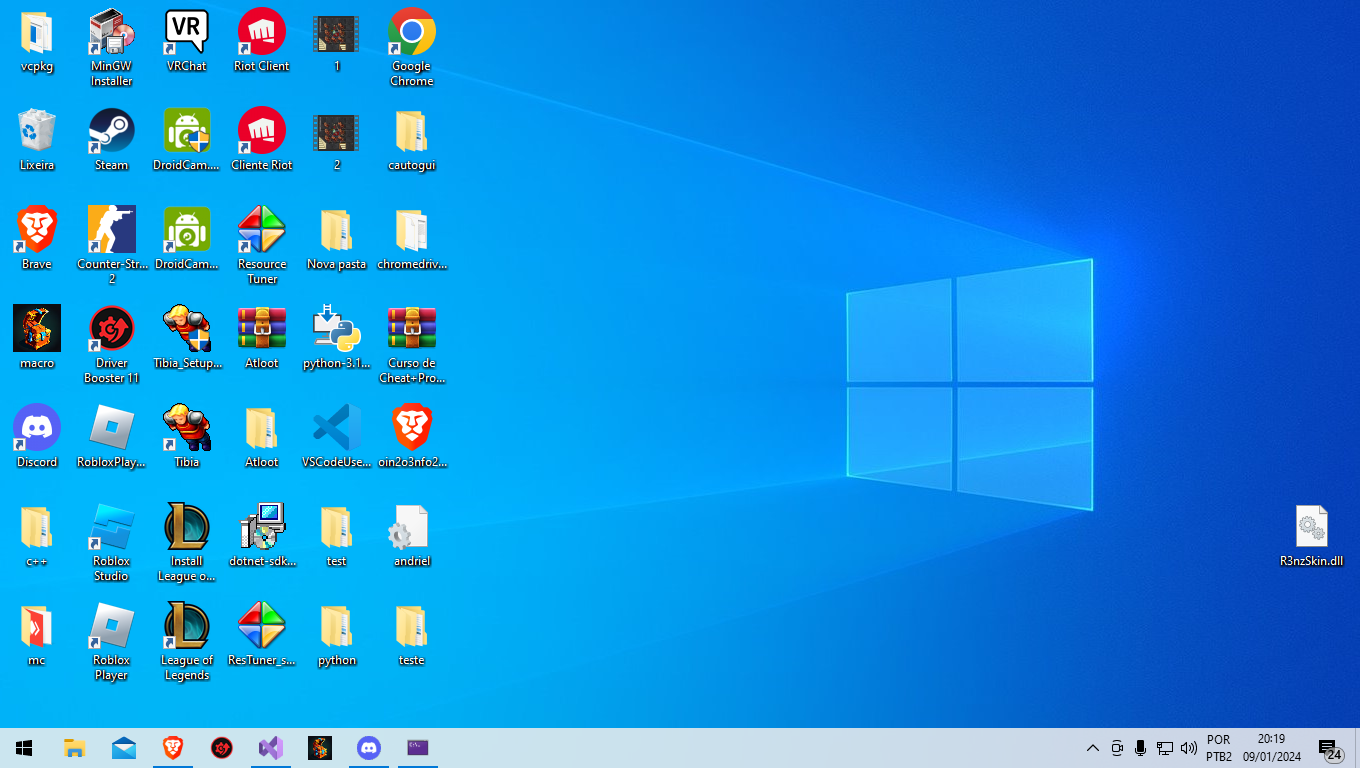 vcpkg
MinGW
Installer
VR
VRChat
Riot Client
1
Google
Chrome
Lixeira
Steam
DroidCam....
Cliente Riot
2
cautogui
Brave
Counter-Str...
2
DroidCam...
Resource
Tuner
Nova pasta
chromedriv...
macro
Driver
Booster 11
Tibia_Setup...
Atloot
python-3.1...
Curso de
Cheat+Pro...
Discord
RobloxPlay...
Tibia
Atloot
VSCodeUse...
oin2o3nfo2...
c++
Roblox
Studio
Install
League o...
dotnet-sdk...
test
andriel
R3nzSkin.dll
mc
Roblox
Player
League of
Legends
ResTuner_s...
python
teste
POR
PTB2
20:19
09/01/2024
24